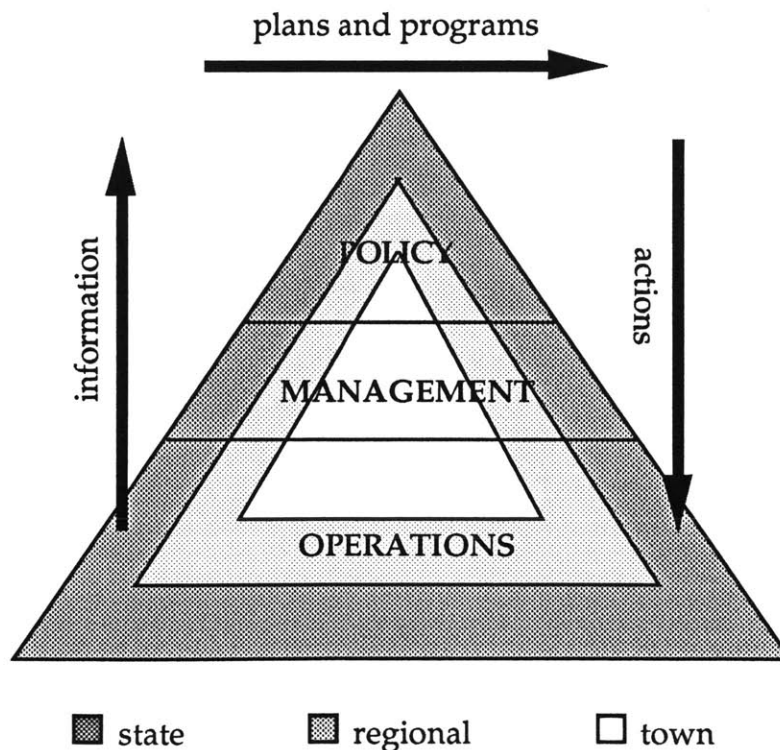 plans and programs
information
actions
POLICY
MANAGEMENT
OPERATIONS
state
regional
town